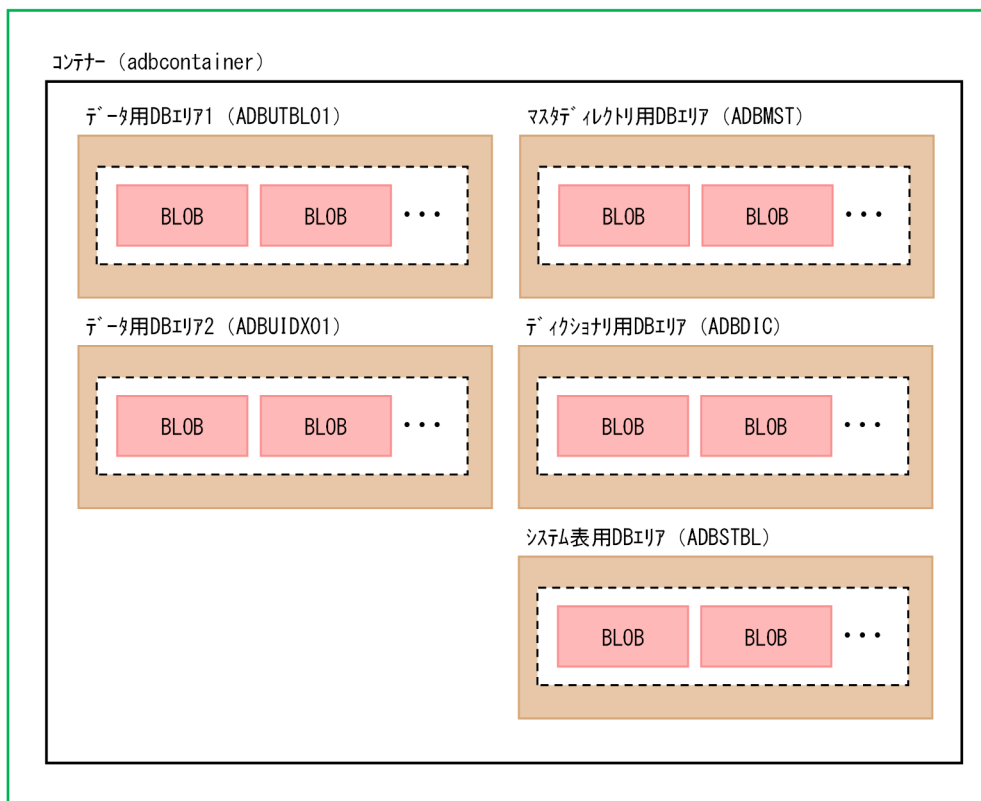 コンテナー (adbcontainer)
データ用DBエリア1 (ADBUTBL01)
マスタディレクトリ用DBエリア (ADBMST)
BLOB BLOB ・・・
BLOB BLOB ・・・
データ用DBエリア2 (ADBUIDX01)
ディクショナリ用DBエリア (ADBDIC)
BLOB BLOB ・・・
BLOB BLOB ・・・
システム表用DBエリア (ADBSTBL)
BLOB BLOB ・・・